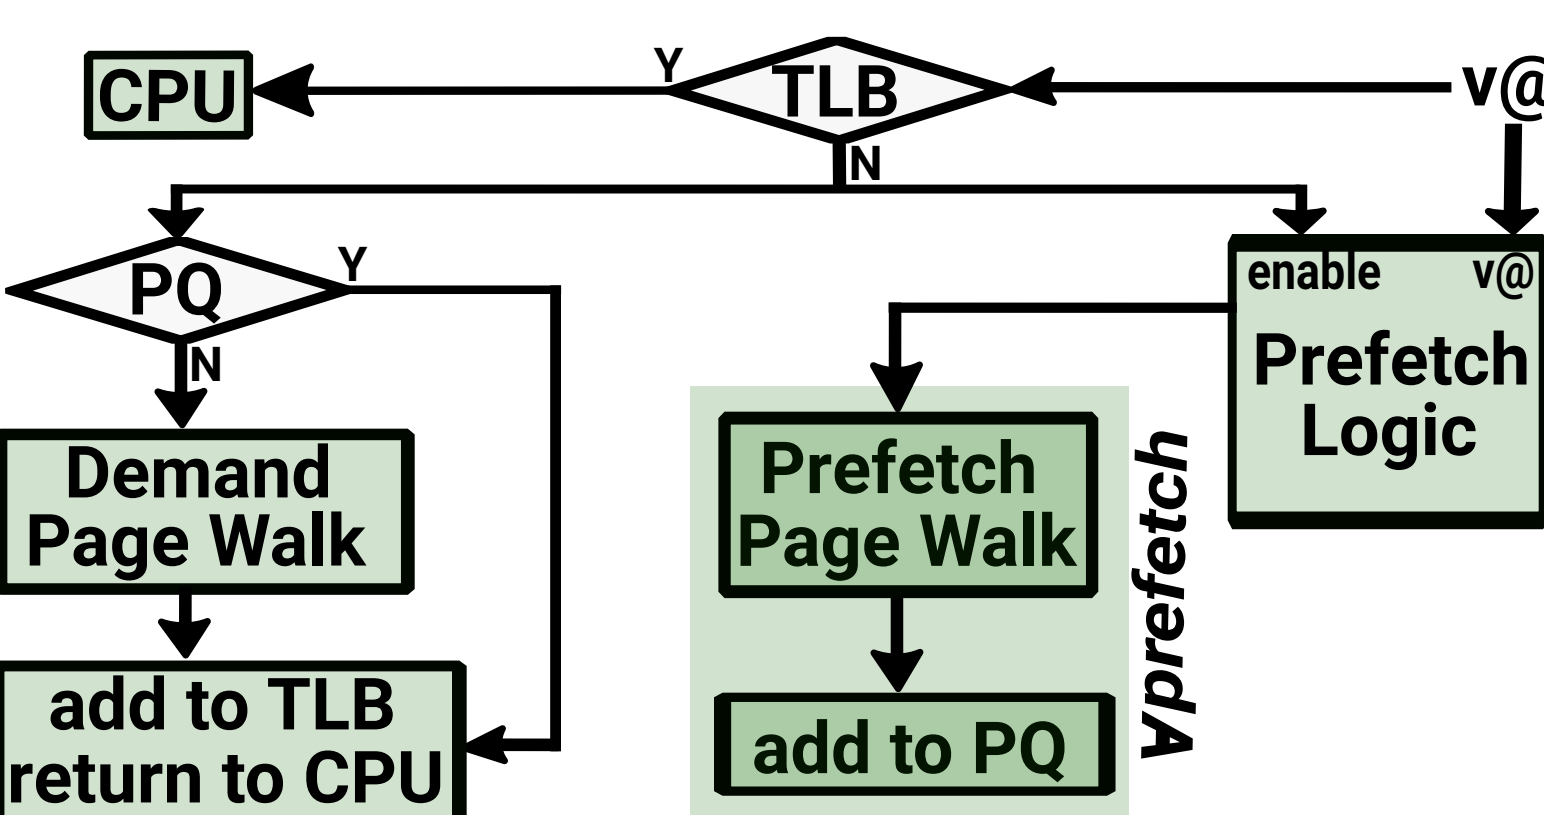 CPU
Y
TLB
v@
N
PQ
Y
N
enable
v@
Prefetch
Logic
Demand
Page Walk
Prefetch
Page Walk
∀prefetch
add to TLB
return to CPU
add to PQ